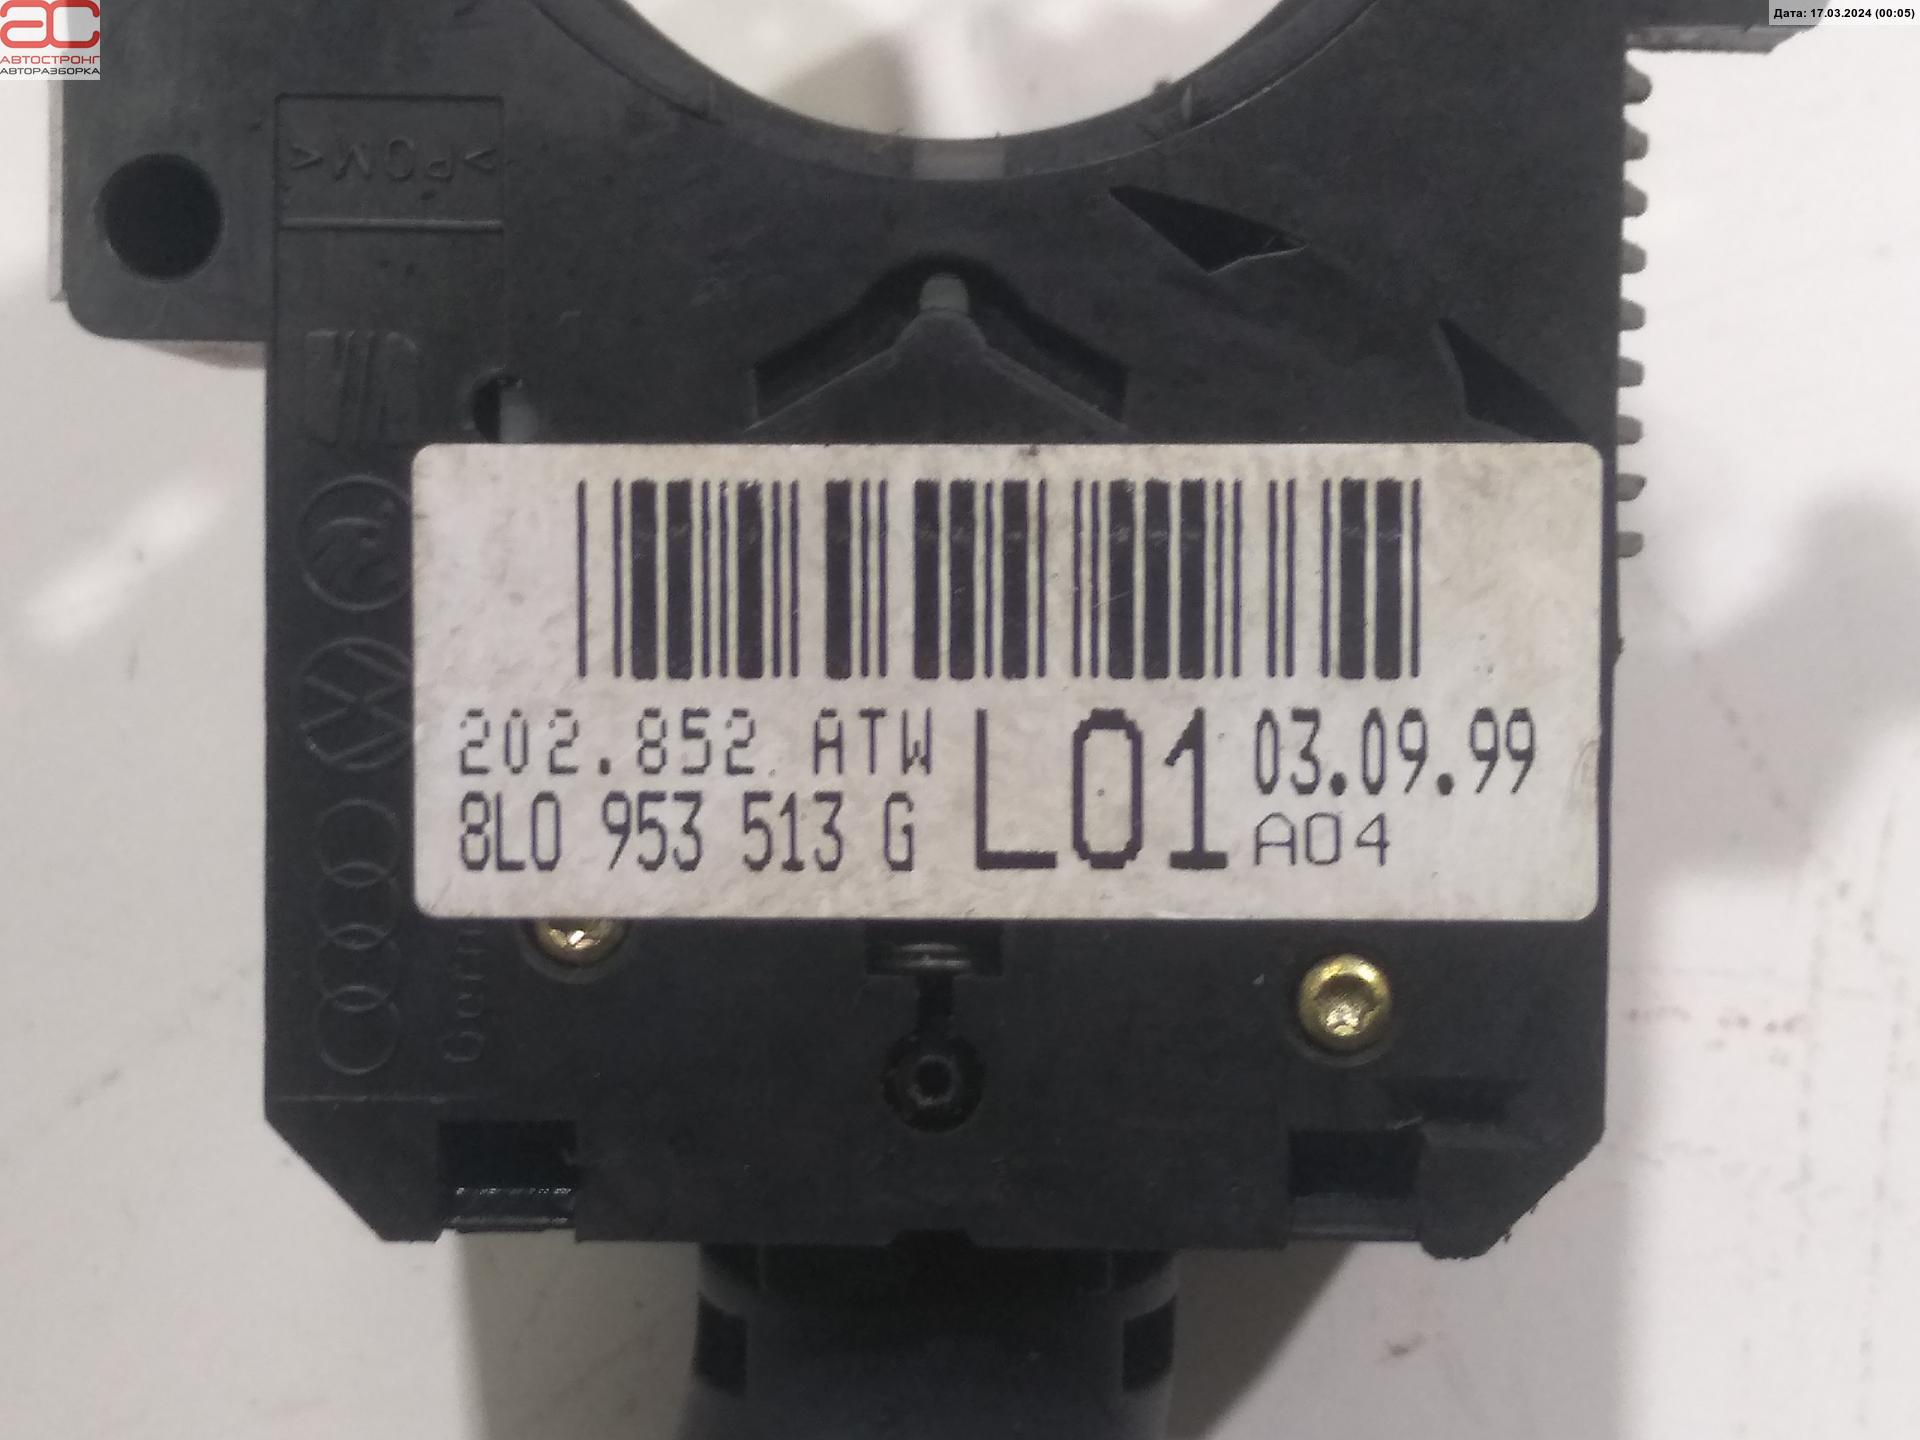 ac
АВТОСТРОНГ
АВТОРАЗБОРКА
Дата: 17.03.2024 (00:05)
>POM<
202.852 ATW
8L0 953 513 G
L01
03.09.99
A04